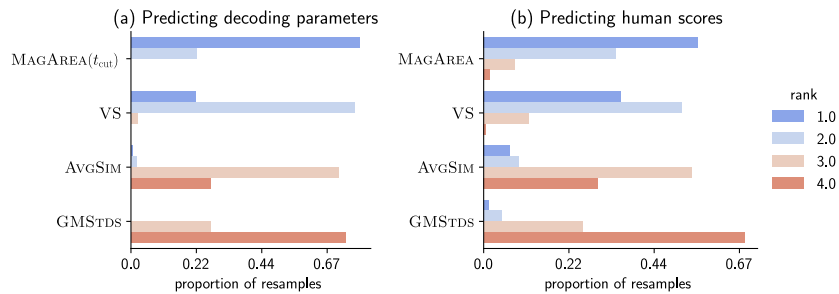 (a) Predicting decoding parameters
(b) Predicting human scores
MAGAREA(t_cut)
VS
AVGSIM
GMSTDS
0.0 0.22 0.44 0.67
proportion of resamples
MAGAREA
VS
AVGSIM
GMSTDS
0.0 0.22 0.44 0.67
proportion of resamples
rank
1.0
2.0
3.0
4.0